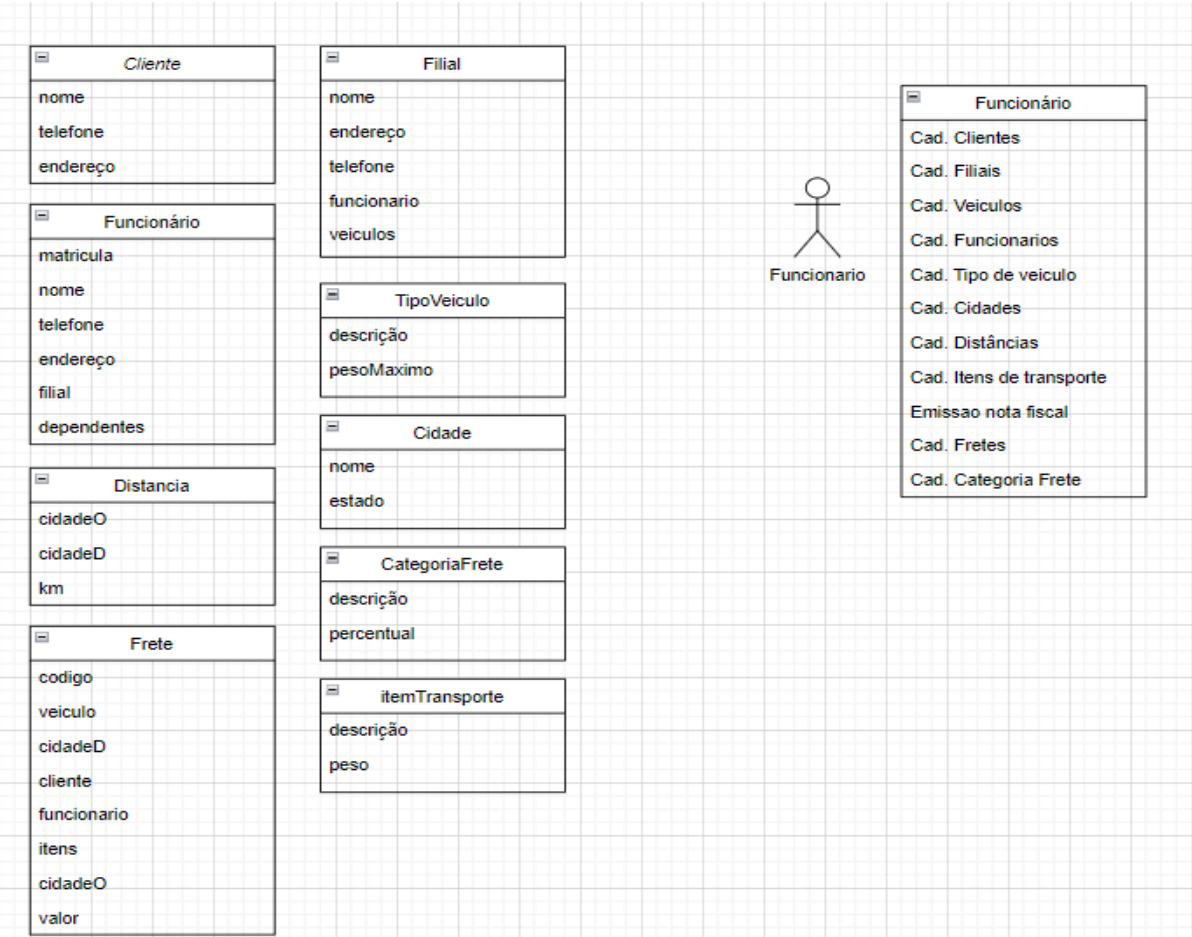 Cliente
nome
telefone
endereço
Funcionário
matricula
nome
telefone
endereço
filial
dependentes
Distancia
cidadeO
cidadeD
km
Frete
codigo
veiculo
cidadeD
cliente
funcionario
itens
cidadeO
valor
Filial
nome
endereço
telefone
funcionario
veiculos
TipoVeiculo
descrição
pesoMaximo
Cidade
nome
estado
CategoriaFrete
descrição
percentual
itemTransporte
descrição
peso
Funcionario
Funcionário
Cad. Clientes
Cad. Filiais
Cad. Veiculos
Cad. Funcionarios
Cad. Tipo de veiculo
Cad. Cidades
Cad. Distâncias
Cad. Itens de transporte
Emissao nota fiscal
Cad. Fretes
Cad. Categoria Frete